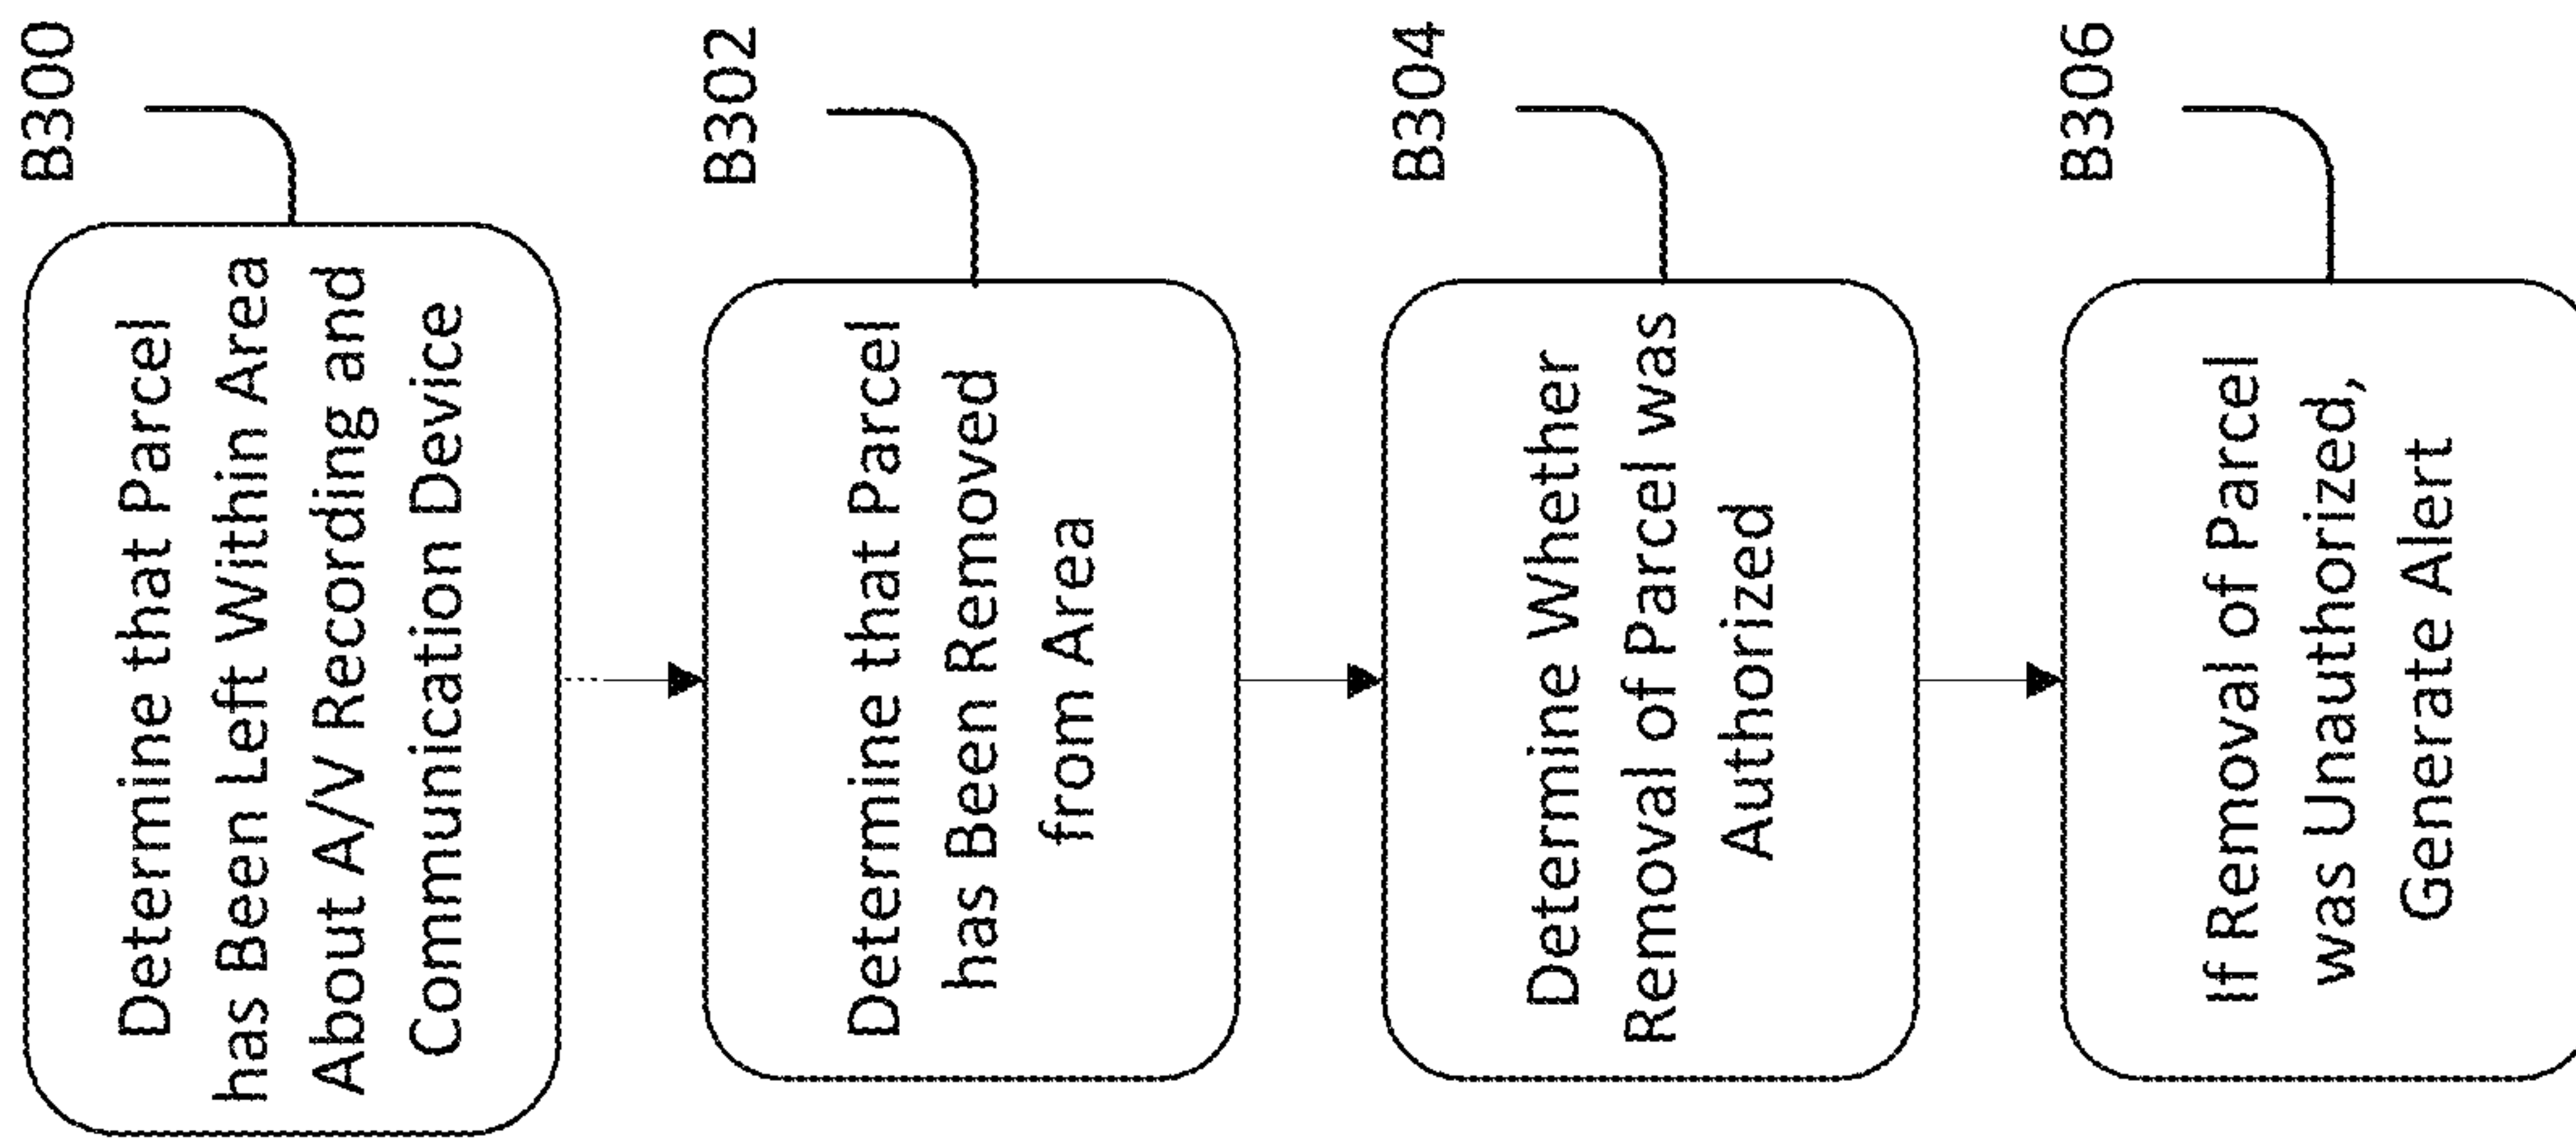 Determine that Parcel
has Been Left Within Area
About A/V Recording and
Communication Device
B300
Determine that Parcel
has Been Removed
from Area
B302
Determine Whether
Removal of Parcel was
Authorized
B304
If Removal of Parcel
was Unauthorized,
Generate Alert
B306